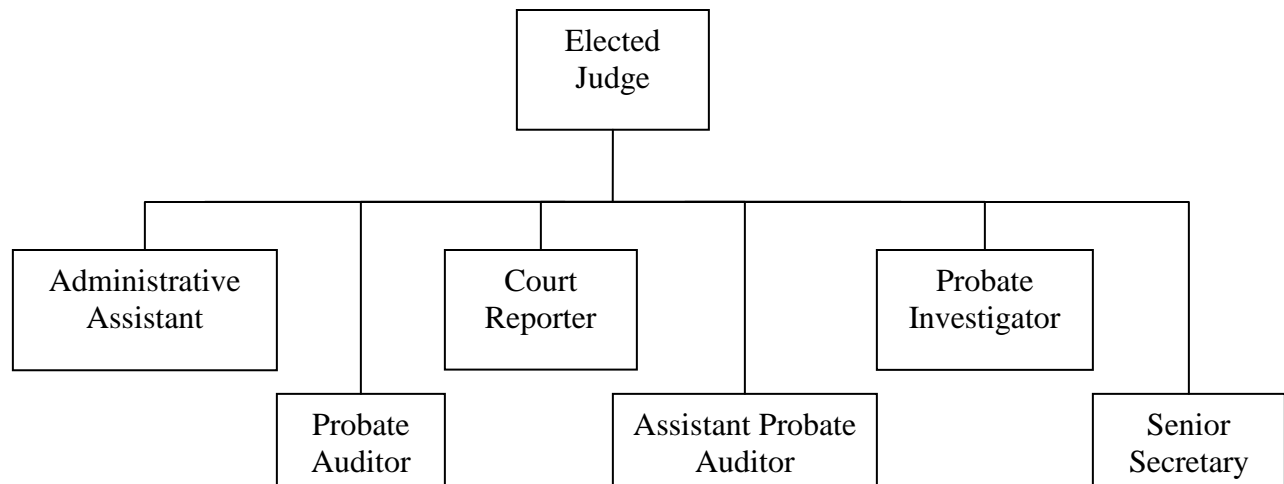 Elected
Judge
Administrative
Assistant
Court
Reporter
Probate
Investigator
Probate
Auditor
Assistant Probate
Auditor
Senior
Secretary